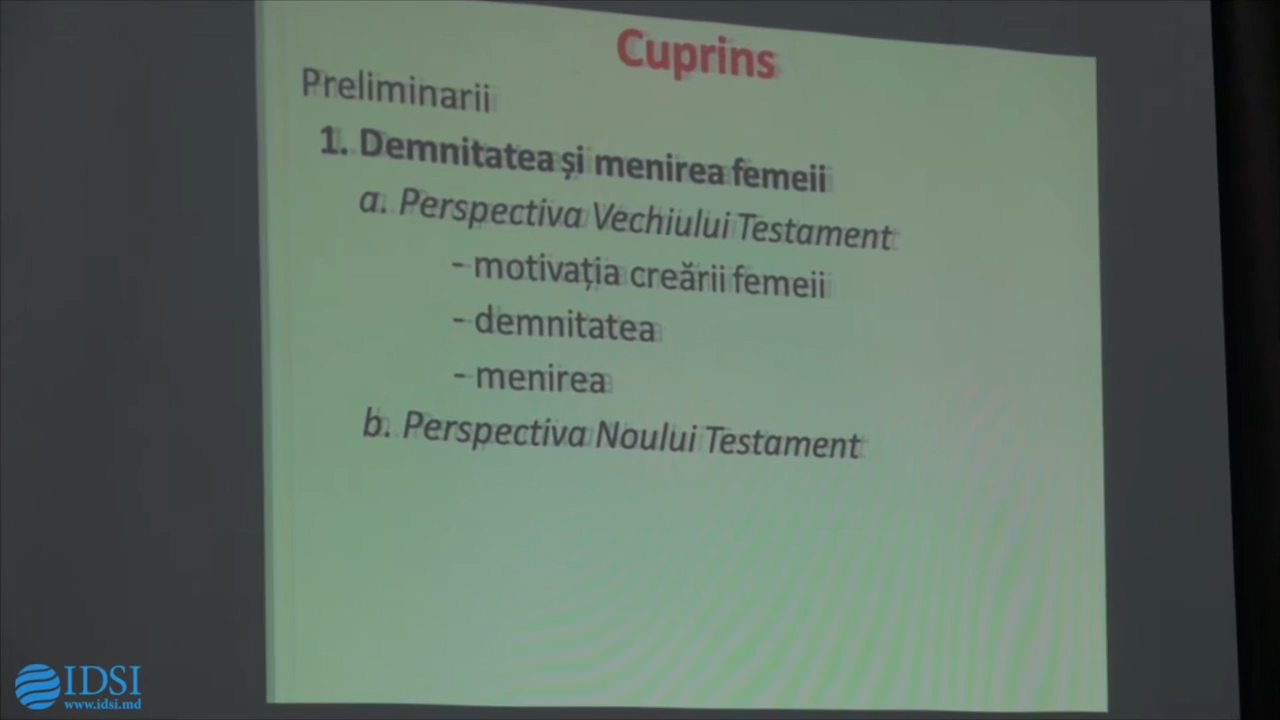 Cuprins
Preliminarii
1. Demnitatea și menirea femeii
a. Perspectiva Vechiului Testament
- motivația creării femeii
- demnitatea
- menirea
b. Perspectiva Noului Testament
IDSI
www.idsi.md